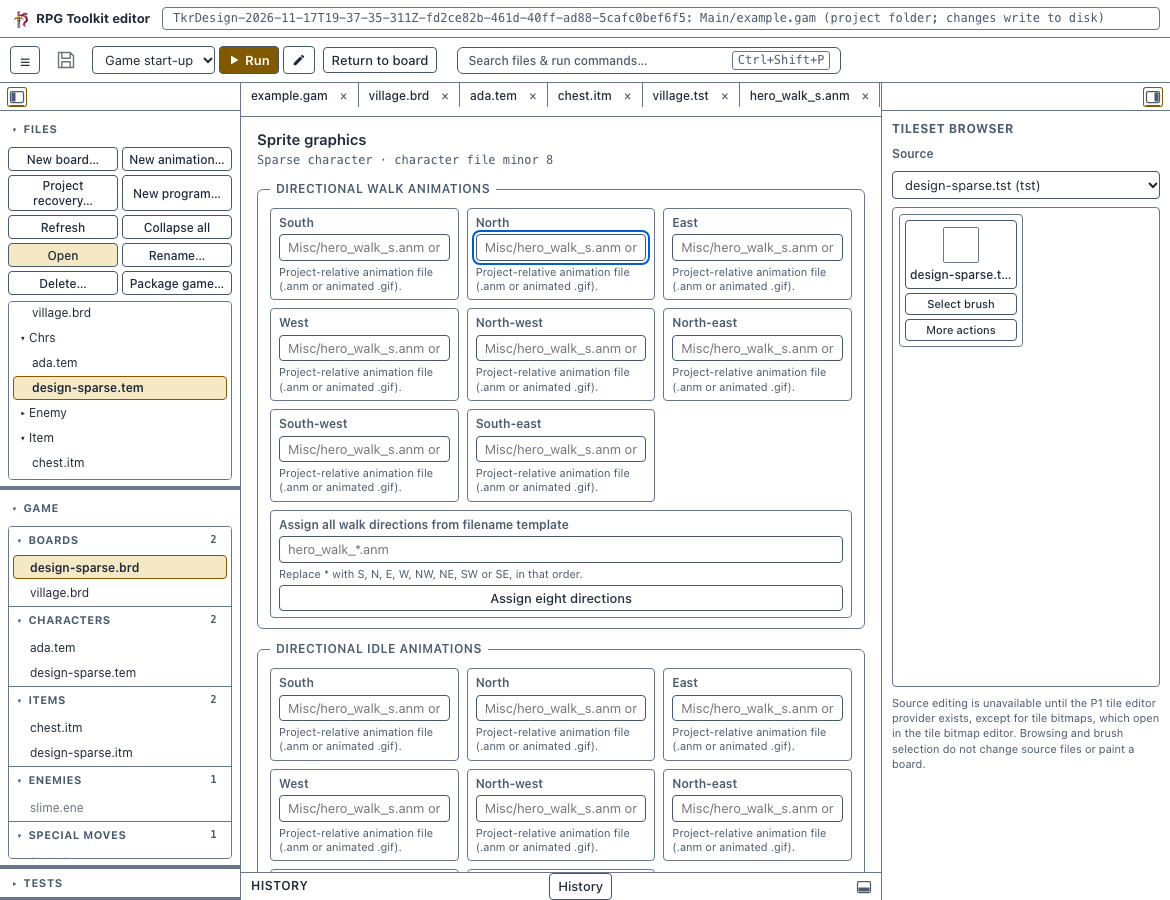 RPG Toolkit editor
TkrDesign-2026-11-17T19-37-35-311Z-fd2ce82b-461d-40ff-ad88-5cafc0bef6f5: Main/example.gam (project folder; changes write to disk)
Game start-up
Run
Return to board
Search files & run commands...
Ctrl+Shift+P
FILES
New board...
New animation...
Project recovery...
New program...
Refresh
Collapse all
Open
Rename...
Delete...
Package game...
village.brd
Chrs
ada.tem
design-sparse.tem
Enemy
Item
chest.itm
GAME
BOARDS 2
design-sparse.brd
village.brd
CHARACTERS 2
ada.tem
design-sparse.tem
ITEMS 2
chest.itm
design-sparse.itm
ENEMIES 1
slime.ene
SPECIAL MOVES 1
TESTS
example.gam ×
village.brd ×
ada.tem ×
chest.itm ×
village.tst ×
hero_walk_s.anm ×
Sprite graphics
Sparse character · character file minor 8
DIRECTIONAL WALK ANIMATIONS
South
Misc/hero_walk_s.anm or
Project-relative animation file
(.anm or animated .gif).
North
Misc/hero_walk_s.anm or
Project-relative animation file
(.anm or animated .gif).
East
Misc/hero_walk_s.anm or
Project-relative animation file
(.anm or animated .gif).
West
Misc/hero_walk_s.anm or
Project-relative animation file
(.anm or animated .gif).
North-west
Misc/hero_walk_s.anm or
Project-relative animation file
(.anm or animated .gif).
North-east
Misc/hero_walk_s.anm or
Project-relative animation file
(.anm or animated .gif).
South-west
Misc/hero_walk_s.anm or
Project-relative animation file
(.anm or animated .gif).
South-east
Misc/hero_walk_s.anm or
Project-relative animation file
(.anm or animated .gif).
Assign all walk directions from filename template
hero_walk_*.anm
Replace * with S, N, E, W, NW, NE, SW or SE, in that order.
Assign eight directions
DIRECTIONAL IDLE ANIMATIONS
South
Misc/hero_walk_s.anm or
Project-relative animation file
(.anm or animated .gif).
North
Misc/hero_walk_s.anm or
Project-relative animation file
(.anm or animated .gif).
East
Misc/hero_walk_s.anm or
Project-relative animation file
(.anm or animated .gif).
West
Misc/hero_walk_s.anm or
Project-relative animation file
(.anm or animated .gif).
North-west
Misc/hero_walk_s.anm or
Project-relative animation file
(.anm or animated .gif).
North-east
Misc/hero_walk_s.anm or
Project-relative animation file
(.anm or animated .gif).
HISTORY
History
TILESET BROWSER
Source
design-sparse.tst (tst)
design-sparse.t...
Select brush
More actions
Source editing is unavailable until the P1 tile editor
provider exists, except for tile bitmaps, which open
in the tile bitmap editor. Browsing and brush
selection do not change source files or paint a
board.